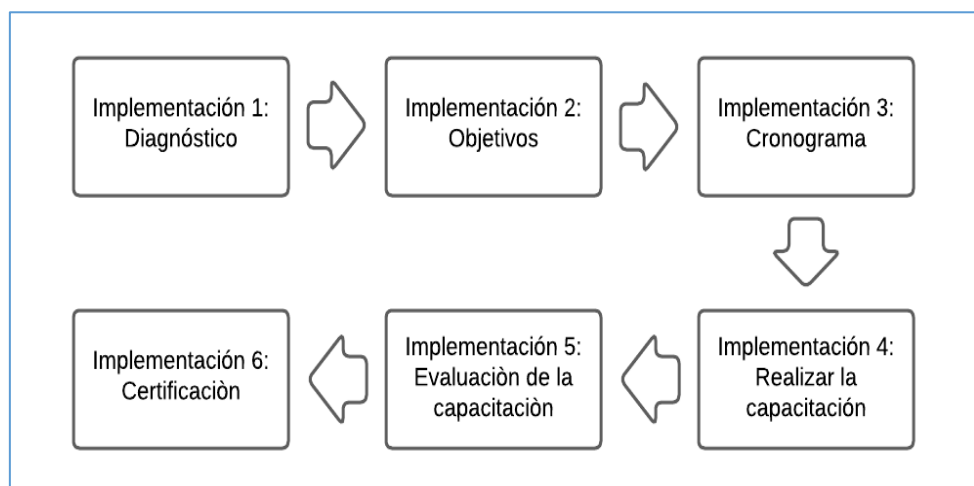 Implementación 1:
Diagnóstico
Implementación 2:
Objetivos
Implementación 3:
Cronograma
Implementación 4:
Realizar la
capacitación
Implementación 5:
Evaluaciòn de la
capacitaciòn
Implementación 6:
Certificaciòn